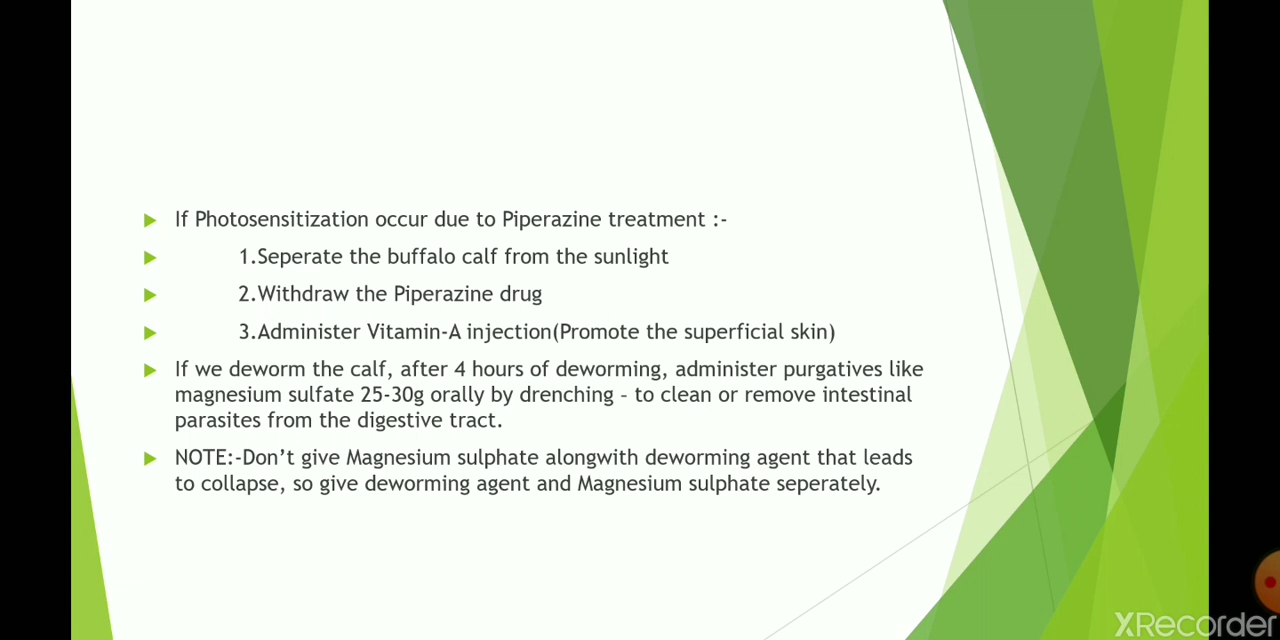 If Photosensitization occur due to Piperazine treatment :-
1.Seperate the buffalo calf from the sunlight
2.Withdraw the Piperazine drug
3.Administer Vitamin-A injection(Promote the superficial skin)
If we deworm the calf, after 4 hours of deworming, administer purgatives like
magnesium sulfate 25-30g orally by drenching – to clean or remove intestinal
parasites from the digestive tract.
NOTE:-Don’t give Magnesium sulphate alongwith deworming agent that leads
to collapse, so give deworming agent and Magnesium sulphate seperately.
XRecorder